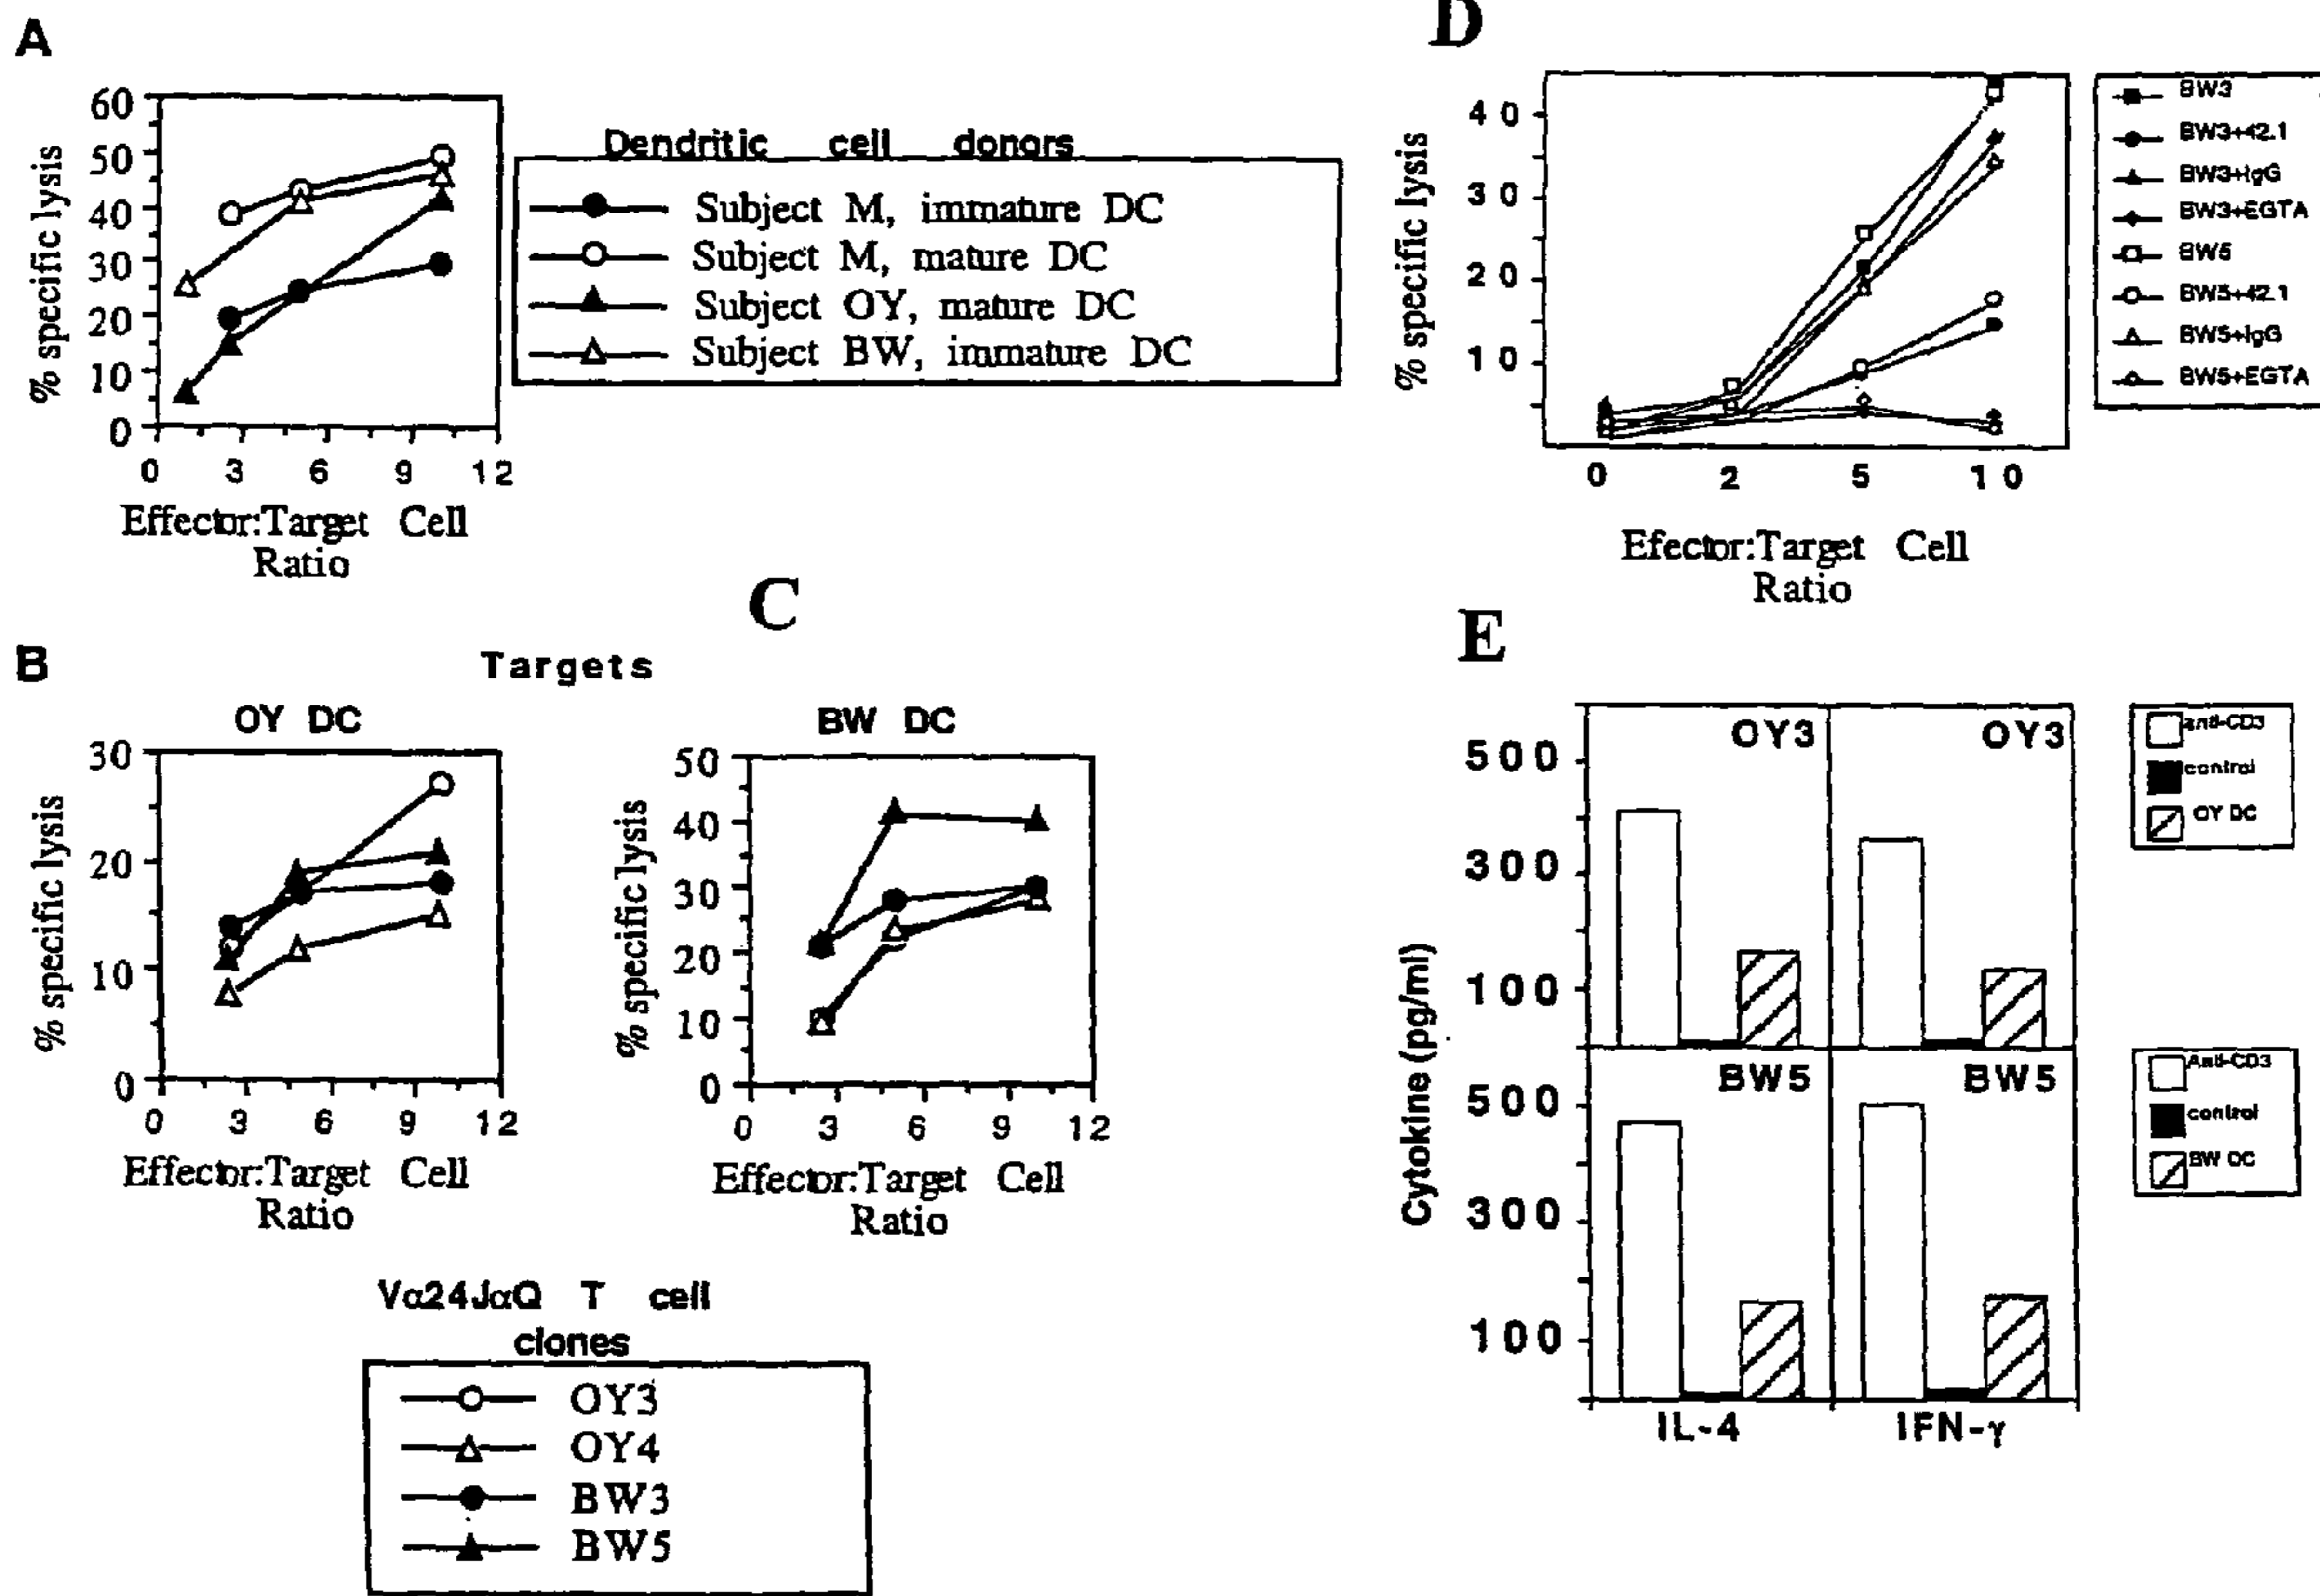 A
60
50
40
30
20
10
0
% specific lysis
0 3 6 9 12
Effector:Target Cell
Ratio
Dendritic cell donors
Subject M, immature DC
Subject M, mature DC
Subject OY, mature DC
Subject BW, immature DC
B
Targets
OY DC
30
20
10
0
% specific lysis
0 3 6 9 12
Effector:Target Cell
Ratio
C
BW DC
50
40
30
20
10
0
% specific lysis
0 3 6 9 12
Effector:Target Cell
Ratio
Vα24JαQ T cell
clones
OY3
OY4
BW3
BW5
D
40
30
20
10
% specific lysis
0 2 5 10
Efector:Target Cell
Ratio
BW3
BW3+42.1
BW3+IgG
BW3+EGTA
BW5
BW5+42.1
BW5+IgG
BW5+EGTA
E
OY3 OY3
500
300
100
BW5 BW5
500
300
100
Cytokine (pg/ml)
IL-4 IFN-γ
anti-CD3
control
OY DC
Anti-CD3
control
BW DC